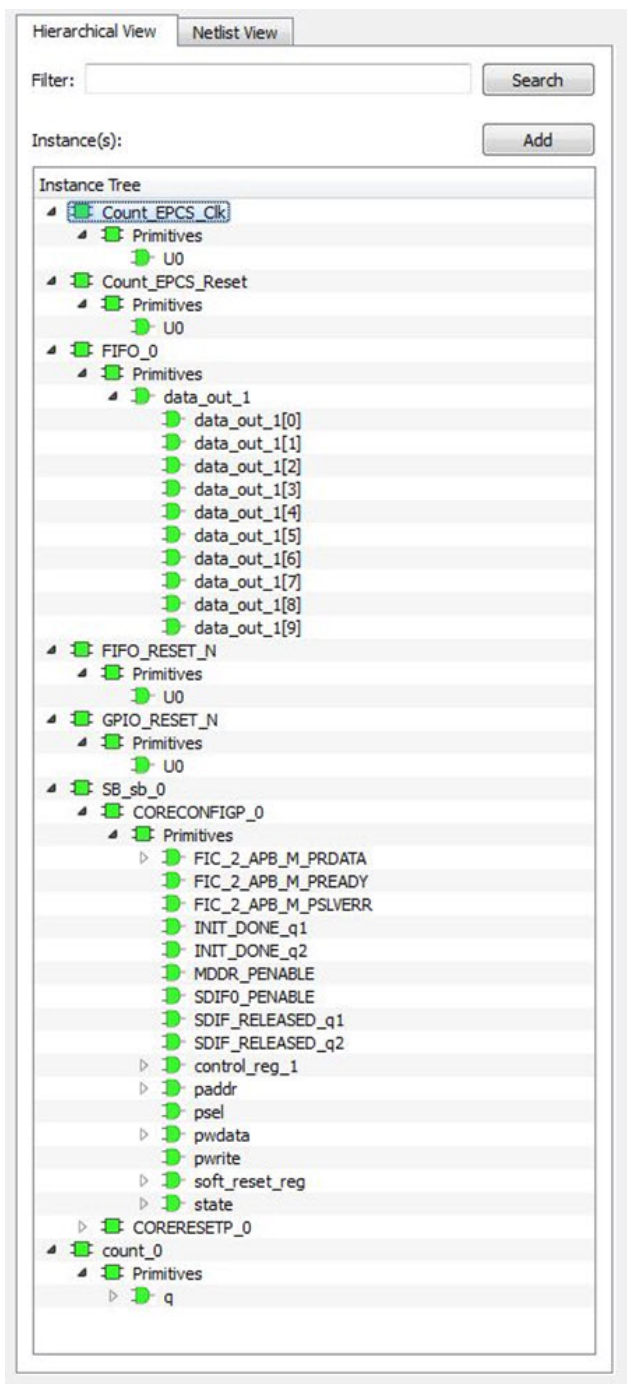 Hierarchical View Netlist View
Filter: Search
Instance(s): Add
Instance Tree
Count_EPCS_Clk
Primitives
U0
Count_EPCS_Reset
Primitives
U0
FIFO_0
Primitives
data_out_1
data_out_1[0]
data_out_1[1]
data_out_1[2]
data_out_1[3]
data_out_1[4]
data_out_1[5]
data_out_1[6]
data_out_1[7]
data_out_1[8]
data_out_1[9]
FIFO_RESET_N
Primitives
U0
GPIO_RESET_N
Primitives
U0
SB_sb_0
CORECONFIGP_0
Primitives
FIC_2_APB_M_PRDATA
FIC_2_APB_M_PREADY
FIC_2_APB_M_PSLVERR
INIT_DONE_q1
INIT_DONE_q2
MDDR_PENABLE
SDIF0_PENABLE
SDIF_RELEASED_q1
SDIF_RELEASED_q2
control_reg_1
paddr
psel
pwdata
pwrite
soft_reset_reg
state
CORERESETP_0
count_0
Primitives
q